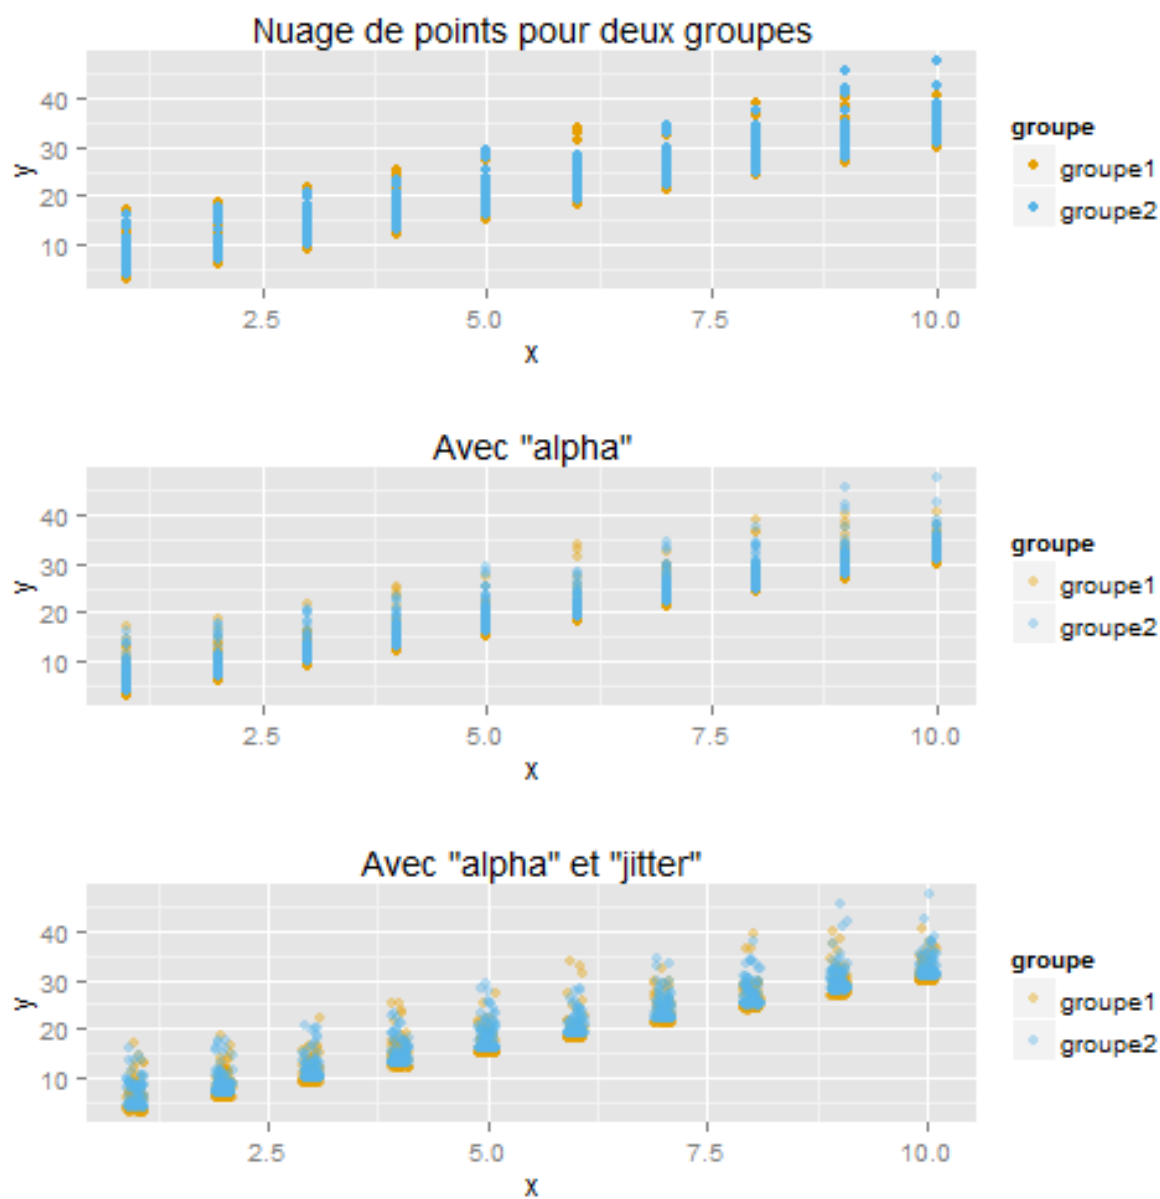 Nuage de points pour deux groupes
40
30
20
10
y
2.5 5.0 7.5 10.0
x
groupe
groupe1
groupe2
Avec "alpha"
40
30
20
10
y
2.5 5.0 7.5 10.0
x
groupe
groupe1
groupe2
Avec "alpha" et "jitter"
40
30
20
10
y
2.5 5.0 7.5 10.0
x
groupe
groupe1
groupe2